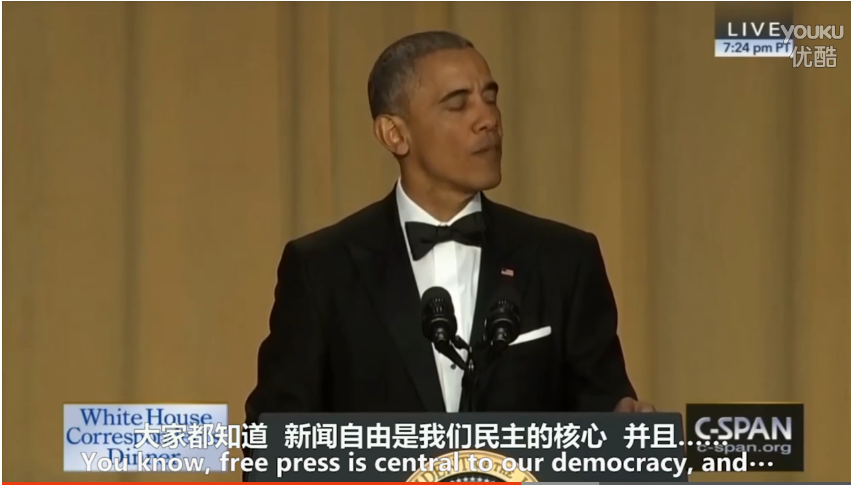 LIVE
YOUKU
7:24 pm PT
优酷
White House
Correspondents'
Dinner
C-SPAN
c-span.org
大家都知道 新闻自由是我们民主的核心 并且……
You know, free press is central to our democracy, and…